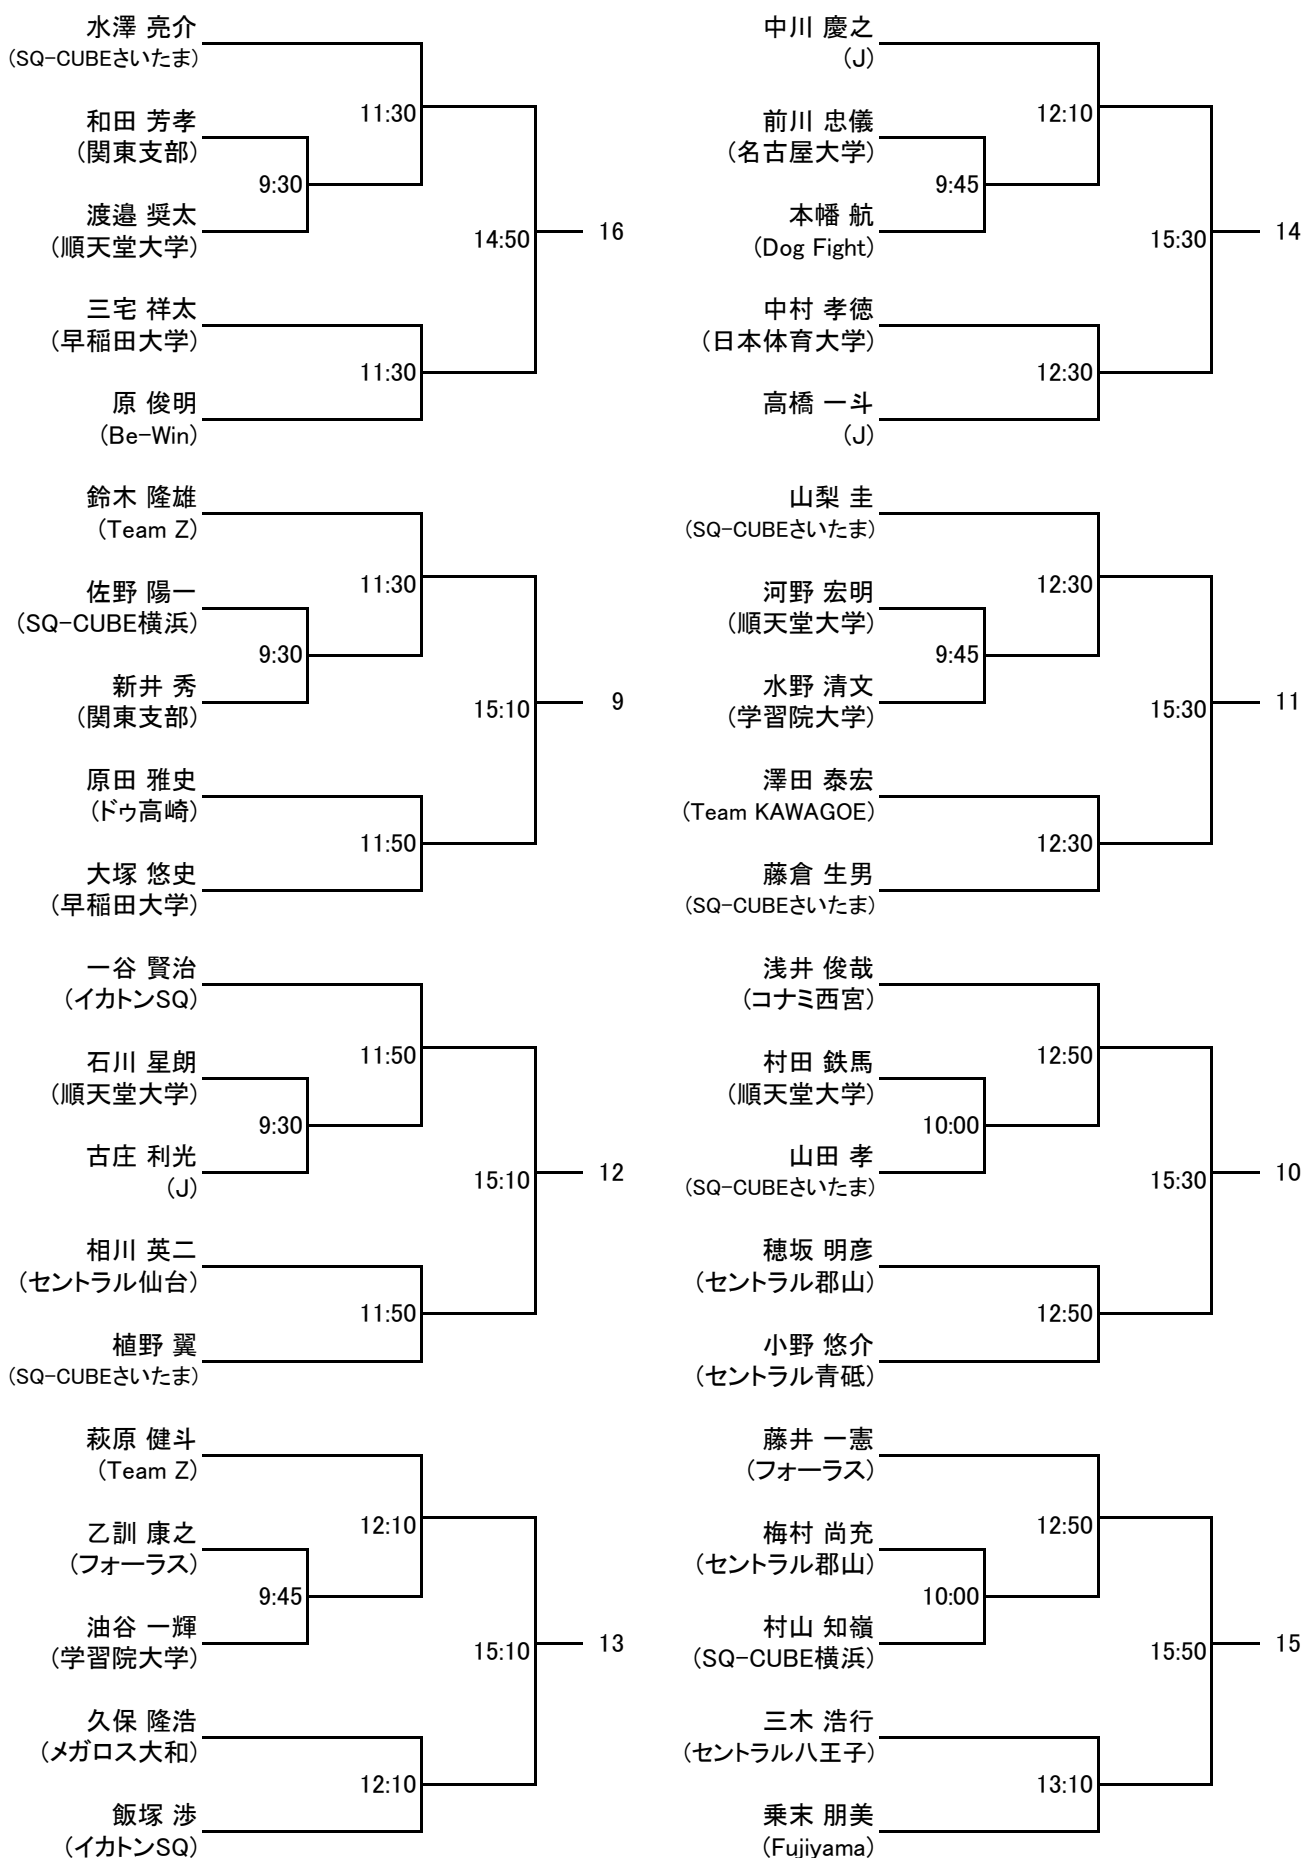 水澤 亮介
(SQ-CUBEさいたま)
11:30
和田 芳孝
(関東支部)
9:30
渡邉 奨太
(順天堂大学)
14:50
16
三宅 祥太
(早稲田大学)
11:30
原 俊明
(Be-Win)
鈴木 隆雄
(Team Z)
11:30
佐野 陽一
(SQ-CUBE横浜)
9:30
新井 秀
(関東支部)
15:10
9
原田 雅史
(ドゥ高崎)
11:50
大塚 悠史
(早稲田大学)
一谷 賢治
(イカトンSQ)
11:50
石川 星朗
(順天堂大学)
9:30
古庄 利光
(J)
15:10
12
相川 英二
(セントラル仙台)
11:50
植野 翼
(SQ-CUBEさいたま)
萩原 健斗
(Team Z)
12:10
乙訓 康之
(フォーラス)
9:45
油谷 一輝
(学習院大学)
15:10
13
久保 隆浩
(メガロス大和)
12:10
飯塚 渉
(イカトンSQ)
中川 慶之
(J)
12:10
前川 忠儀
(名古屋大学)
9:45
本幡 航
(Dog Fight)
15:30
14
中村 孝徳
(日本体育大学)
12:30
高橋 一斗
(J)
山梨 圭
(SQ-CUBEさいたま)
12:30
河野 宏明
(順天堂大学)
9:45
水野 清文
(学習院大学)
15:30
11
澤田 泰宏
(Team KAWAGOE)
12:30
藤倉 生男
(SQ-CUBEさいたま)
浅井 俊哉
(コナミ西宮)
12:50
村田 鉄馬
(順天堂大学)
10:00
山田 孝
(SQ-CUBEさいたま)
15:30
10
穂坂 明彦
(セントラル郡山)
12:50
小野 悠介
(セントラル青砥)
藤井 一憲
(フォーラス)
12:50
梅村 尚充
(セントラル郡山)
10:00
村山 知嶺
(SQ-CUBE横浜)
15:50
15
三木 浩行
(セントラル八王子)
13:10
乗末 朋美
(Fujiyama)